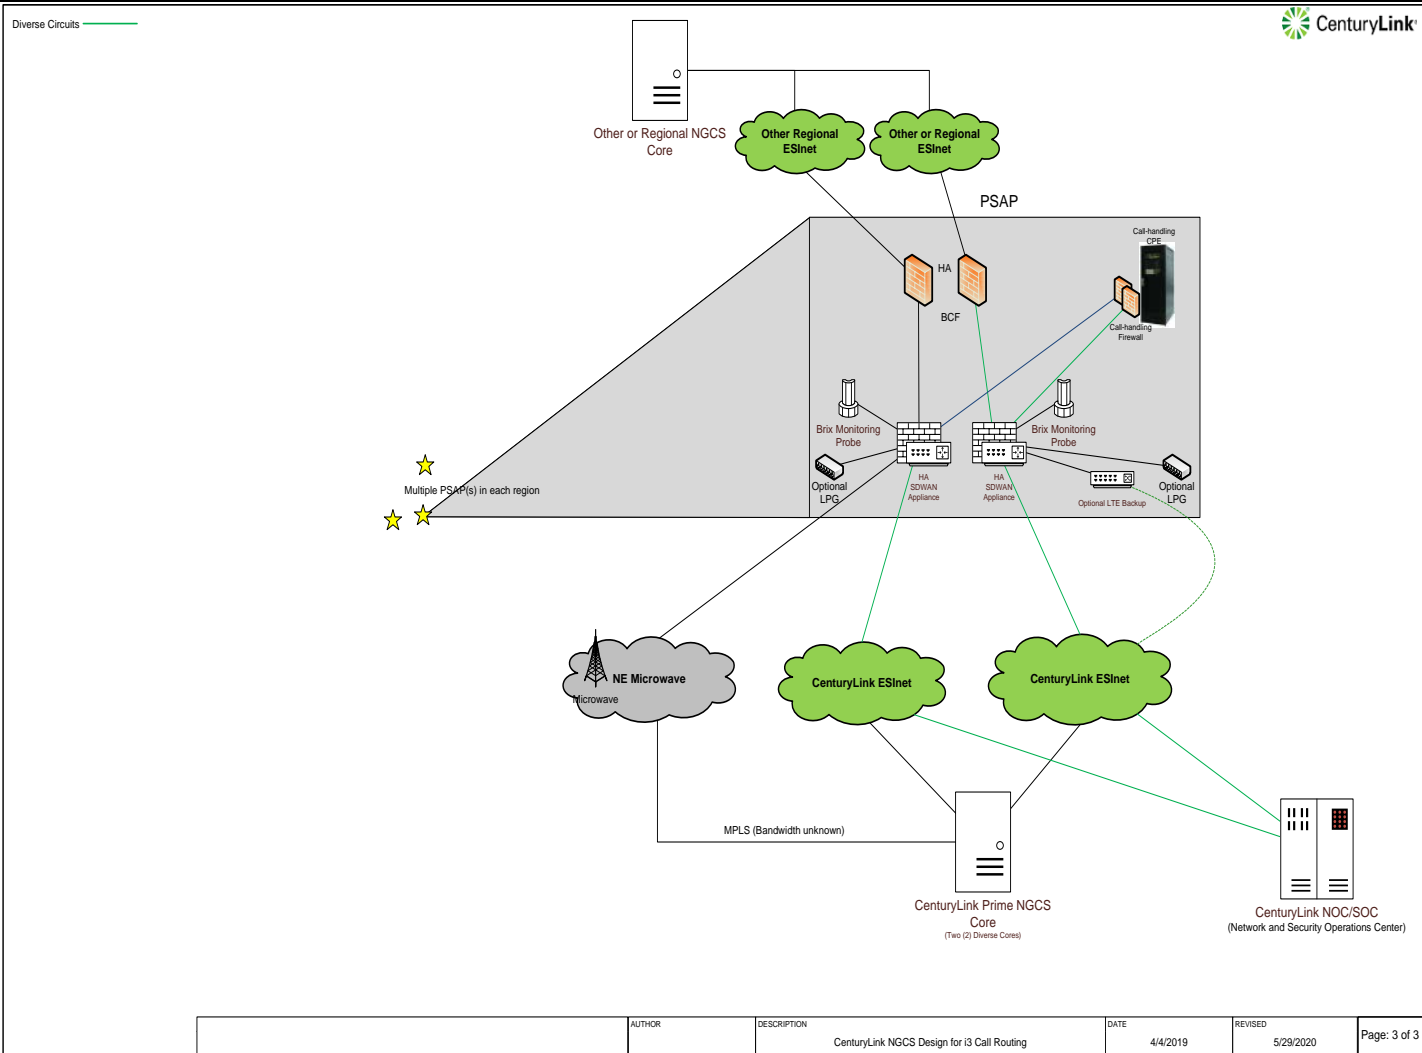 Diverse Circuits
CenturyLink
Other or Regional NGCS
Core
Other Regional
ESInet
Other or Regional
ESInet
PSAP
Call-handling
CPE
HA
BCF
Call-handling
Firewall
Brix Monitoring
Probe
Brix Monitoring
Probe
Optional
LPG
HA
SDWAN
Appliance
HA
SDWAN
Appliance
Optional LTE Backup
Optional
LPG
Multiple PSAP(s) in each region
NE Microwave
Microwave
CenturyLink ESInet
CenturyLink ESInet
MPLS (Bandwidth unknown)
CenturyLink Prime NGCS
Core
(Two (2) Diverse Cores)
CenturyLink NOC/SOC
(Network and Security Operations Center)
AUTHOR
DESCRIPTION
CenturyLink NGCS Design for i3 Call Routing
DATE
4/4/2019
REVISED
5/29/2020
Page: 3 of 3